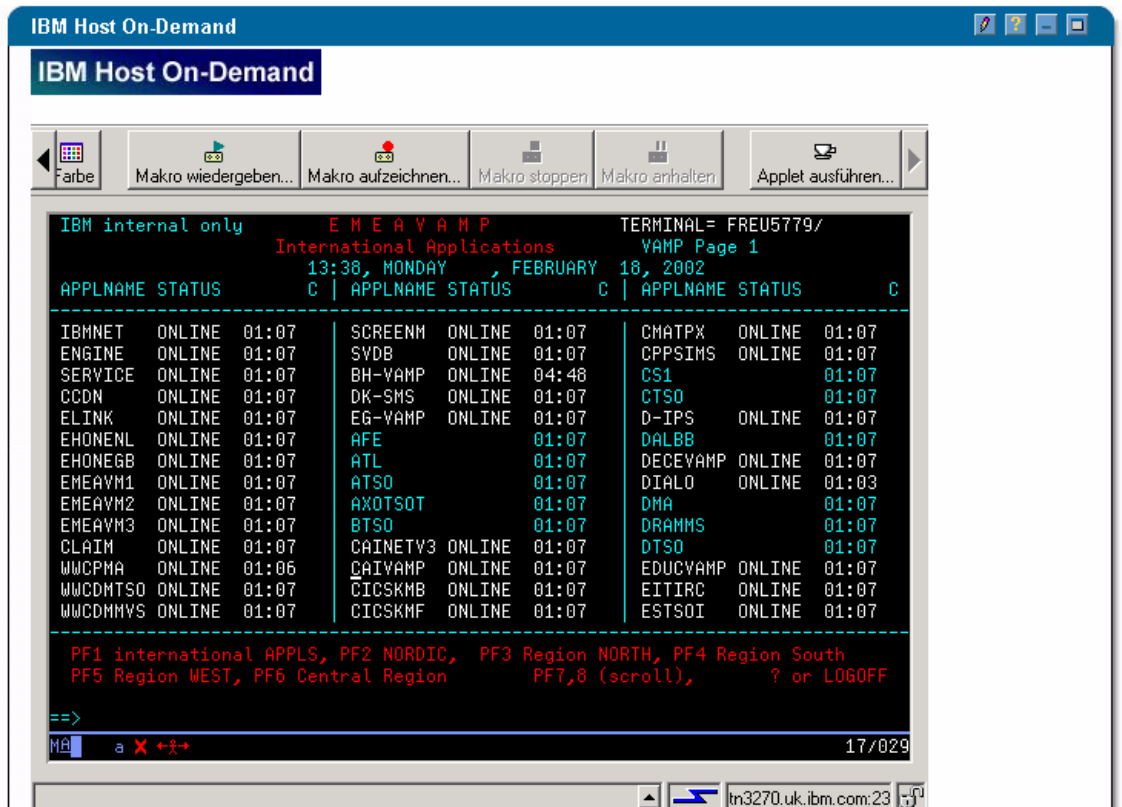 IBM Host On-Demand
IBM Host On-Demand
Farbe Makro wiedergeben... Makro aufzeichnen... Makro stoppen Makro anhalten Applet ausführen...
IBM internal only E M E A V A M P TERMINAL= FREU5779/
International Applications VAMP Page 1
13:38, MONDAY , FEBRUARY 18, 2002
APPLNAME STATUS C | APPLNAME STATUS C | APPLNAME STATUS C
IBMNET ONLINE 01:07 SCREENM ONLINE 01:07 CMATPX ONLINE 01:07
ENGINE ONLINE 01:07 SVDB ONLINE 01:07 CPPSIMS ONLINE 01:07
SERVICE ONLINE 01:07 BH-VAMP ONLINE 04:48 CS1 01:07
CCDN ONLINE 01:07 DK-SMS ONLINE 01:07 CTSO 01:07
ELINK ONLINE 01:07 EG-VAMP ONLINE 01:07 D-IPS ONLINE 01:07
EHONENL ONLINE 01:07 AFE 01:07 DALBB 01:07
EHONEGB ONLINE 01:07 ATL 01:07 DECEVAMP ONLINE 01:07
EMEAVM1 ONLINE 01:07 ATSO 01:07 DIALO ONLINE 01:03
EMEAVM2 ONLINE 01:07 AXOTSOT 01:07 DMA 01:07
EMEAVM3 ONLINE 01:07 BTSO 01:07 DRAMMS 01:07
CLAIM ONLINE 01:07 CAINETV3 ONLINE 01:07 DTSO 01:07
WWCPMA ONLINE 01:06 CAIVAMP ONLINE 01:07 EDUCVAMP ONLINE 01:07
WWCDMTSO ONLINE 01:07 CICSKMB ONLINE 01:07 EITIRC ONLINE 01:07
WWCDMMVS ONLINE 01:07 CICSKMF ONLINE 01:07 ESTSOI ONLINE 01:07
PF1 international APPLS, PF2 NORDIC, PF3 Region NORTH, PF4 Region South
PF5 Region WEST, PF6 Central Region PF7,8 (scroll), ? or LOGOFF
==>
MA a 17/029
tn3270.uk.ibm.com:23